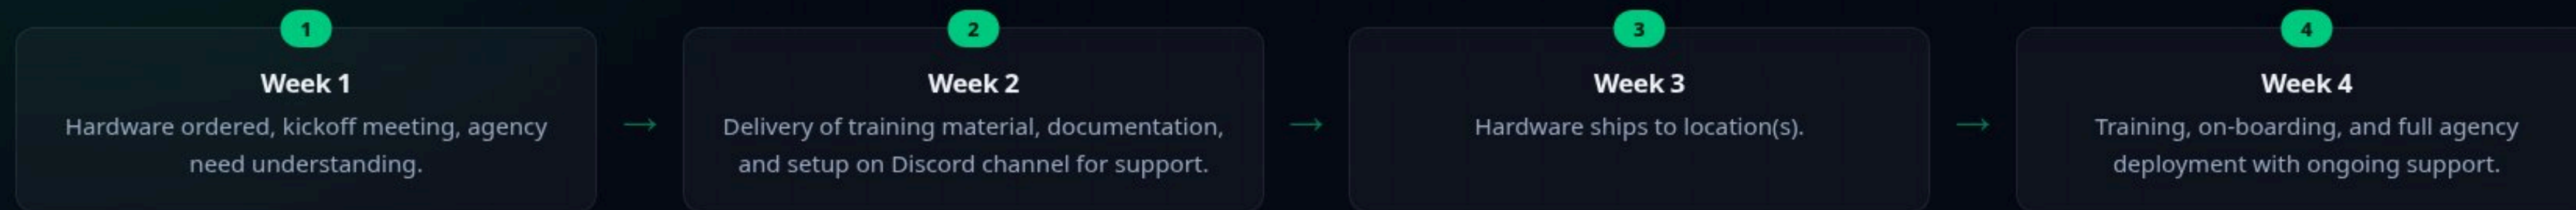 1
Week 1
Hardware ordered, kickoff meeting, agency
need understanding.
→
2
Week 2
Delivery of training material, documentation,
and setup on Discord channel for support.
→
3
Week 3
Hardware ships to location(s).
→
4
Week 4
Training, on-boarding, and full agency
deployment with ongoing support.